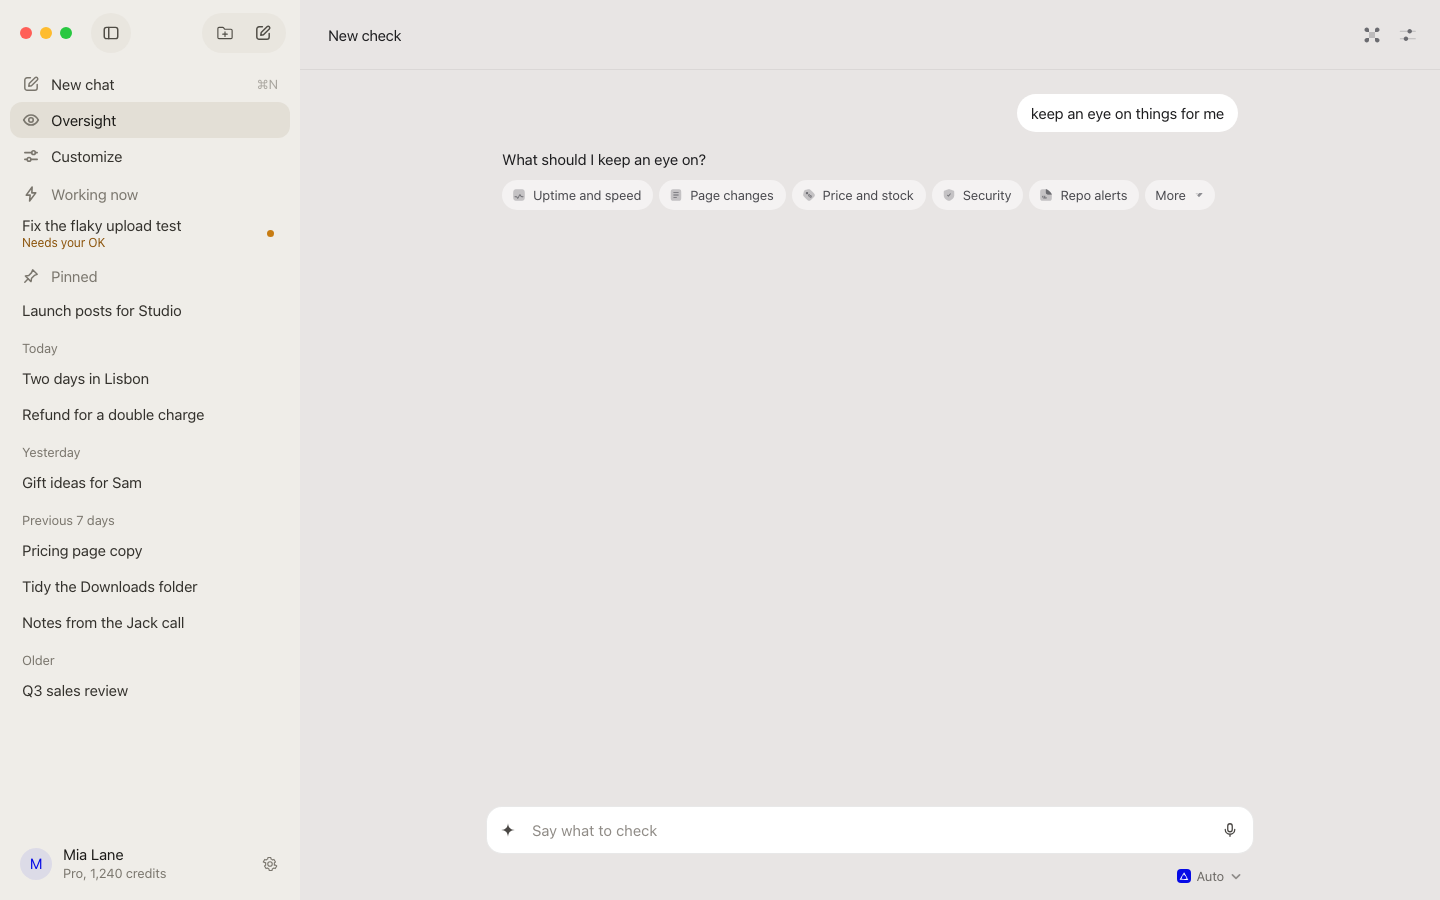 New chat
⌘N
Oversight
Customize
Working now
Fix the flaky upload test
Needs your OK
Pinned
Launch posts for Studio
Today
Two days in Lisbon
Refund for a double charge
Yesterday
Gift ideas for Sam
Previous 7 days
Pricing page copy
Tidy the Downloads folder
Notes from the Jack call
Older
Q3 sales review
M
Mia Lane
Pro, 1,240 credits
New check
keep an eye on things for me
What should I keep an eye on?
Uptime and speed
Page changes
Price and stock
Security
Repo alerts
More
Say what to check
Auto